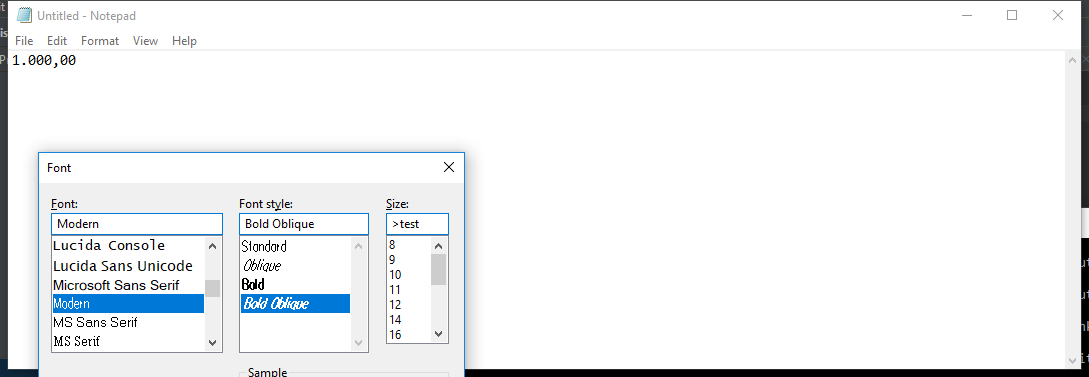 Untitled - Notepad
File Edit Format View Help
1.000,00
Font
Font: Font style: Size:
Modern Bold Oblique >test
Lucida Console Standard 8
Lucida Sans Unicode Oblique 9
Microsoft Sans Serif Bold 10
Modern Bold Oblique 11
MS Sans Serif 12
MS Serif 14
16
Sample